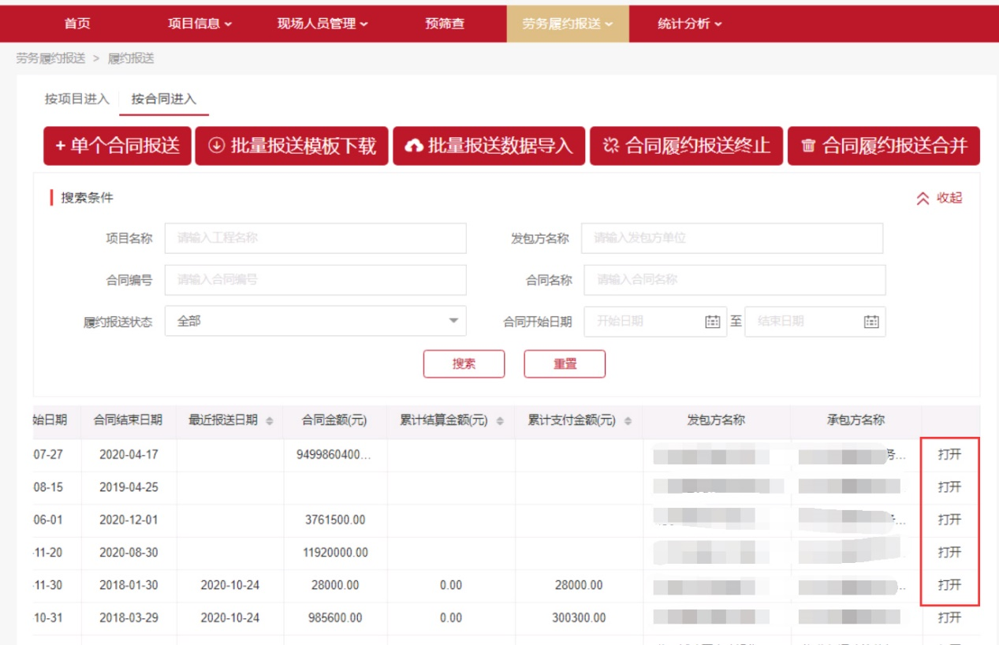 首页 项目信息 现场人员管理 预筛查 劳务履约报送 统计分析
劳务履约报送 > 履约报送
按项目进入 按合同进入
+ 单个合同报送 批量报送模板下载 批量报送数据导入 合同履约报送终止 合同履约报送合并
搜索条件 收起
项目名称 请输入工程名称 发包方名称 请输入发包方单位
合同编号 请输入合同编号 合同名称 请输入合同名称
履约报送状态 全部 合同开始日期 开始日期 至 结束日期
搜索 重置
始日期 合同结束日期 最近报送日期 合同金额(元) 累计结算金额(元) 累计支付金额(元) 发包方名称 承包方名称
07-27 2020-04-17 9499860400... 务... 打开
08-15 2019-04-25 打开
06-01 2020-12-01 3761500.00 打开
-11-20 2020-08-30 11920000.00 打开
-11-30 2018-01-30 2020-10-24 28000.00 0.00 28000.00 打开
10-31 2018-03-29 2020-10-24 985600.00 0.00 300300.00 打开